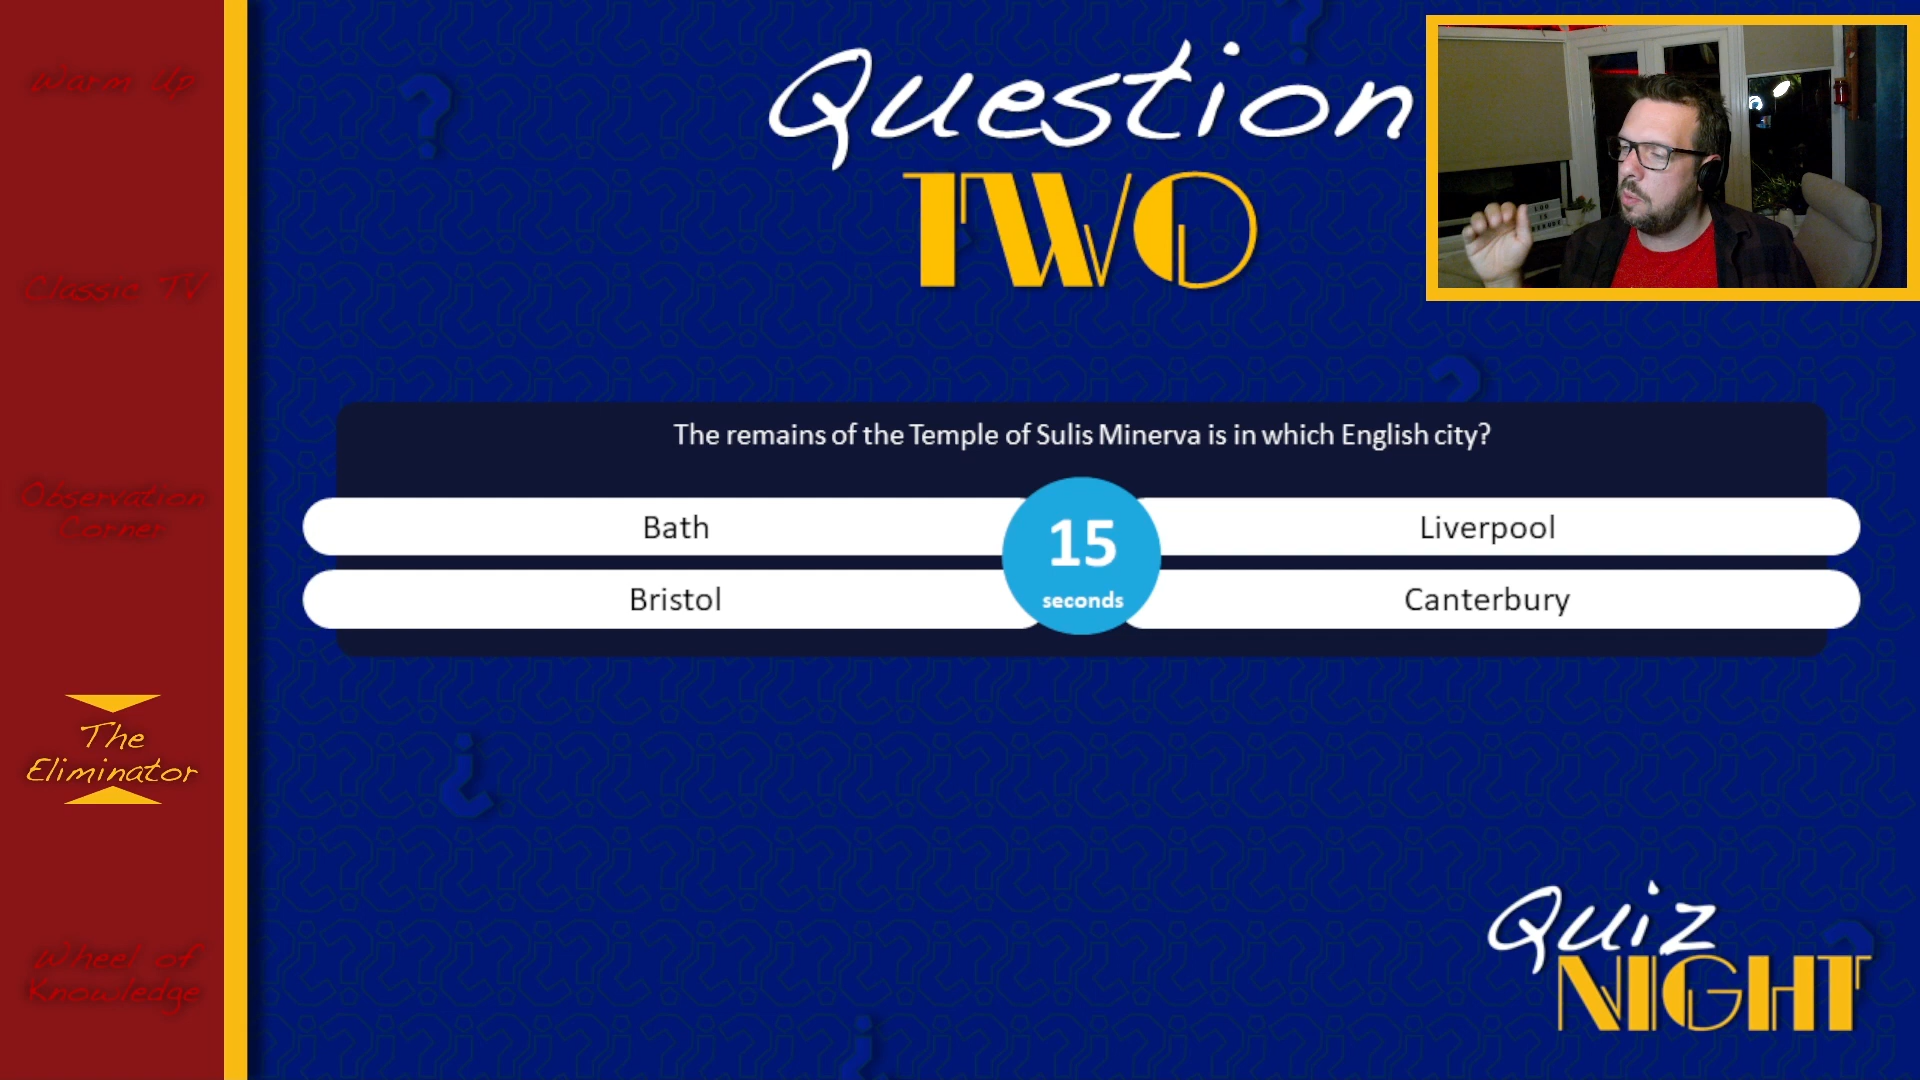 Warm Up
Classic TV
Observation
Corner
The
Eliminator
Wheel of
Knowledge
Question
TWO
The remains of the Temple of Sulis Minerva is in which English city?
Bath
Liverpool
15
seconds
Bristol
Canterbury
Quiz
NIGHT